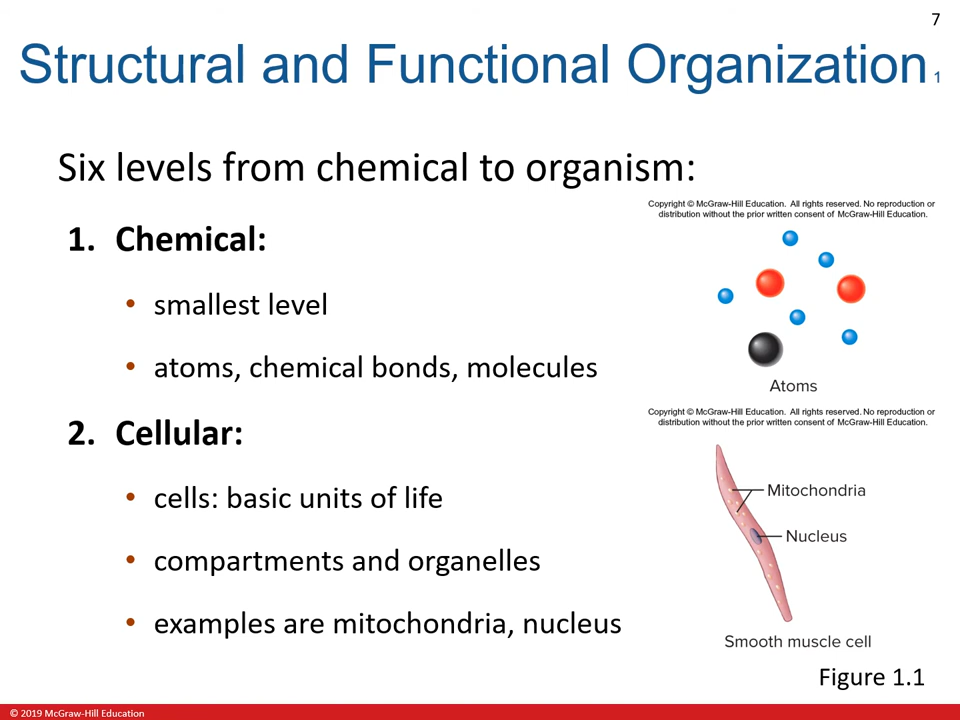 7
Structural and Functional Organization 1
Six levels from chemical to organism:
1. Chemical:
• smallest level
• atoms, chemical bonds, molecules
Copyright © McGraw-Hill Education. All rights reserved. No reproduction or
distribution without the prior written consent of McGraw-Hill Education.
Atoms
2. Cellular:
• cells: basic units of life
• compartments and organelles
• examples are mitochondria, nucleus
Copyright © McGraw-Hill Education. All rights reserved. No reproduction or
distribution without the prior written consent of McGraw-Hill Education.
Mitochondria
Nucleus
Smooth muscle cell
Figure 1.1
© 2019 McGraw-Hill Education